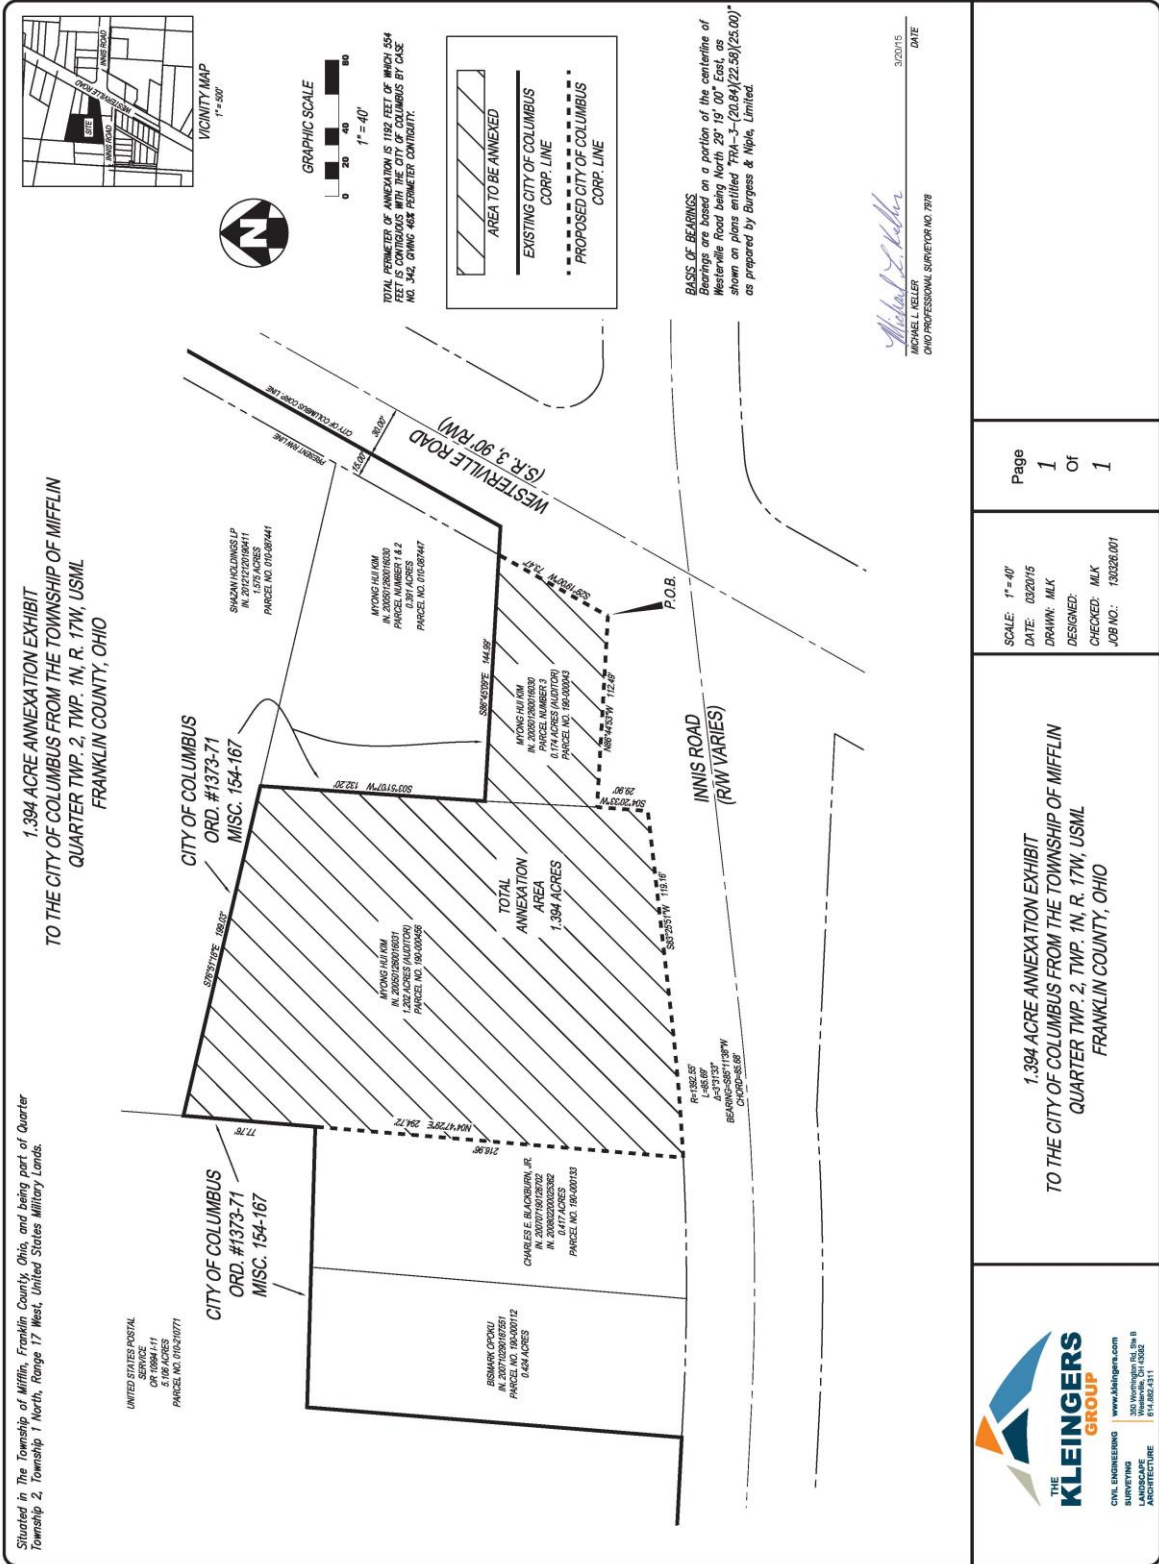 Situated in The Township of Mifflin, Franklin County, Ohio, and being part of Quarter
Township 2, Township 1 North, Range 17 West, United States Military Lands.
1.394 ACRE ANNEXATION EXHIBIT
TO THE CITY OF COLUMBUS FROM THE TOWNSHIP OF MIFFLIN
QUARTER TWP. 2, TWP. 1N, R. 17W, USML
FRANKLIN COUNTY, OHIO
INNIS ROAD
WESTERVILLE ROAD
SITE
INNIS ROAD
VICINITY MAP
1" = 500'
N
GRAPHIC SCALE
0 20 40 80
1" = 40'
TOTAL PERIMETER OF ANNEXATION IS 1192 FEET OF WHICH 554
FEET IS CONTIGUOUS WITH THE CITY OF COLUMBUS BY CASE
NO. 342, GIVING 46% PERIMETER CONTIGUITY.
AREA TO BE ANNEXED
EXISTING CITY OF COLUMBUS
CORP. LINE
PROPOSED CITY OF COLUMBUS
CORP. LINE
BASIS OF BEARINGS
Bearings are based on a portion of the centerline of
Westerville Road being North 29° 19' 00" East, as
shown on plans entitled "FRA-3-(20.84)(22.58)(25.00)"
as prepared by Burgess & Niple, Limited.
Michael L. Keller
3/20/15
MICHAEL L. KELLER
DATE
OHIO PROFESSIONAL SURVEYOR NO. 7978
UNITED STATES POSTAL
SERVICE
OR 10994 I-11
5.106 ACRES
PARCEL NO. 010-210771
CITY OF COLUMBUS
ORD. #1373-71
MISC. 154-167
CITY OF COLUMBUS
ORD. #1373-71
MISC. 154-167
SHAZAN HOLDINGS LP
IN. 201212120190411
1.575 ACRES
PARCEL NO. 010-087441
MYONG HUI KIM
IN. 200501260016030
PARCEL NUMBER 1 & 2
0.391 ACRES
PARCEL NO. 010-087447
PRESENT R/W LINE
CITY OF COLUMBUS CORP. LINE
15.00'
30.00'
WESTERVILLE ROAD
(S.R. 3, 90' R/W)
77.76'
S76°51'18"E 199.03'
S03°51'07"W 132.20'
S86°45'09"E 144.99'
S29°19'00"W 73.47'
P.O.B.
MYONG HUI KIM
IN. 200501260016031
1.202 ACRES (AUDITOR)
PARCEL NO. 190-000456
TOTAL
ANNEXATION
AREA
1.394 ACRES
MYONG HUI KIM
IN. 200501260016030
PARCEL NUMBER 3
0.174 ACRES (AUDITOR)
PARCEL NO. 190-000043
N86°44'53"W 112.49'
S04°20'33"W
29.90'
S83°25'51"W 119.16'
N04°47'29"E 294.72'
216.96'
CHARLES E. BLACKBURN, JR.
IN. 200707190126702
IN. 200802200025362
0.417 ACRES
PARCEL NO. 190-000133
BISMARK OPOKU
IN. 200710290187551
PARCEL NO. 190-000112
0.424 ACRES
R=1392.55'
L=85.69'
Δ=3°31'33"
BEARING=S85°11'38"W
CHORD=85.68'
INNIS ROAD
(R/W VARIES)
THE
KLEINGERS
GROUP
CIVIL ENGINEERING
SURVEYING
LANDSCAPE
ARCHITECTURE
www.kleingers.com
350 Worthington Rd, Ste B
Westerville, OH 43082
614.882.4311
1.394 ACRE ANNEXATION EXHIBIT
TO THE CITY OF COLUMBUS FROM THE TOWNSHIP OF MIFFLIN
QUARTER TWP. 2, TWP. 1N, R. 17W, USML
FRANKLIN COUNTY, OHIO
SCALE: 1" = 40'
DATE: 03/20/15
DRAWN: MLK
DESIGNED:
CHECKED: MLK
JOB NO.: 130326.001
Page
1
Of
1